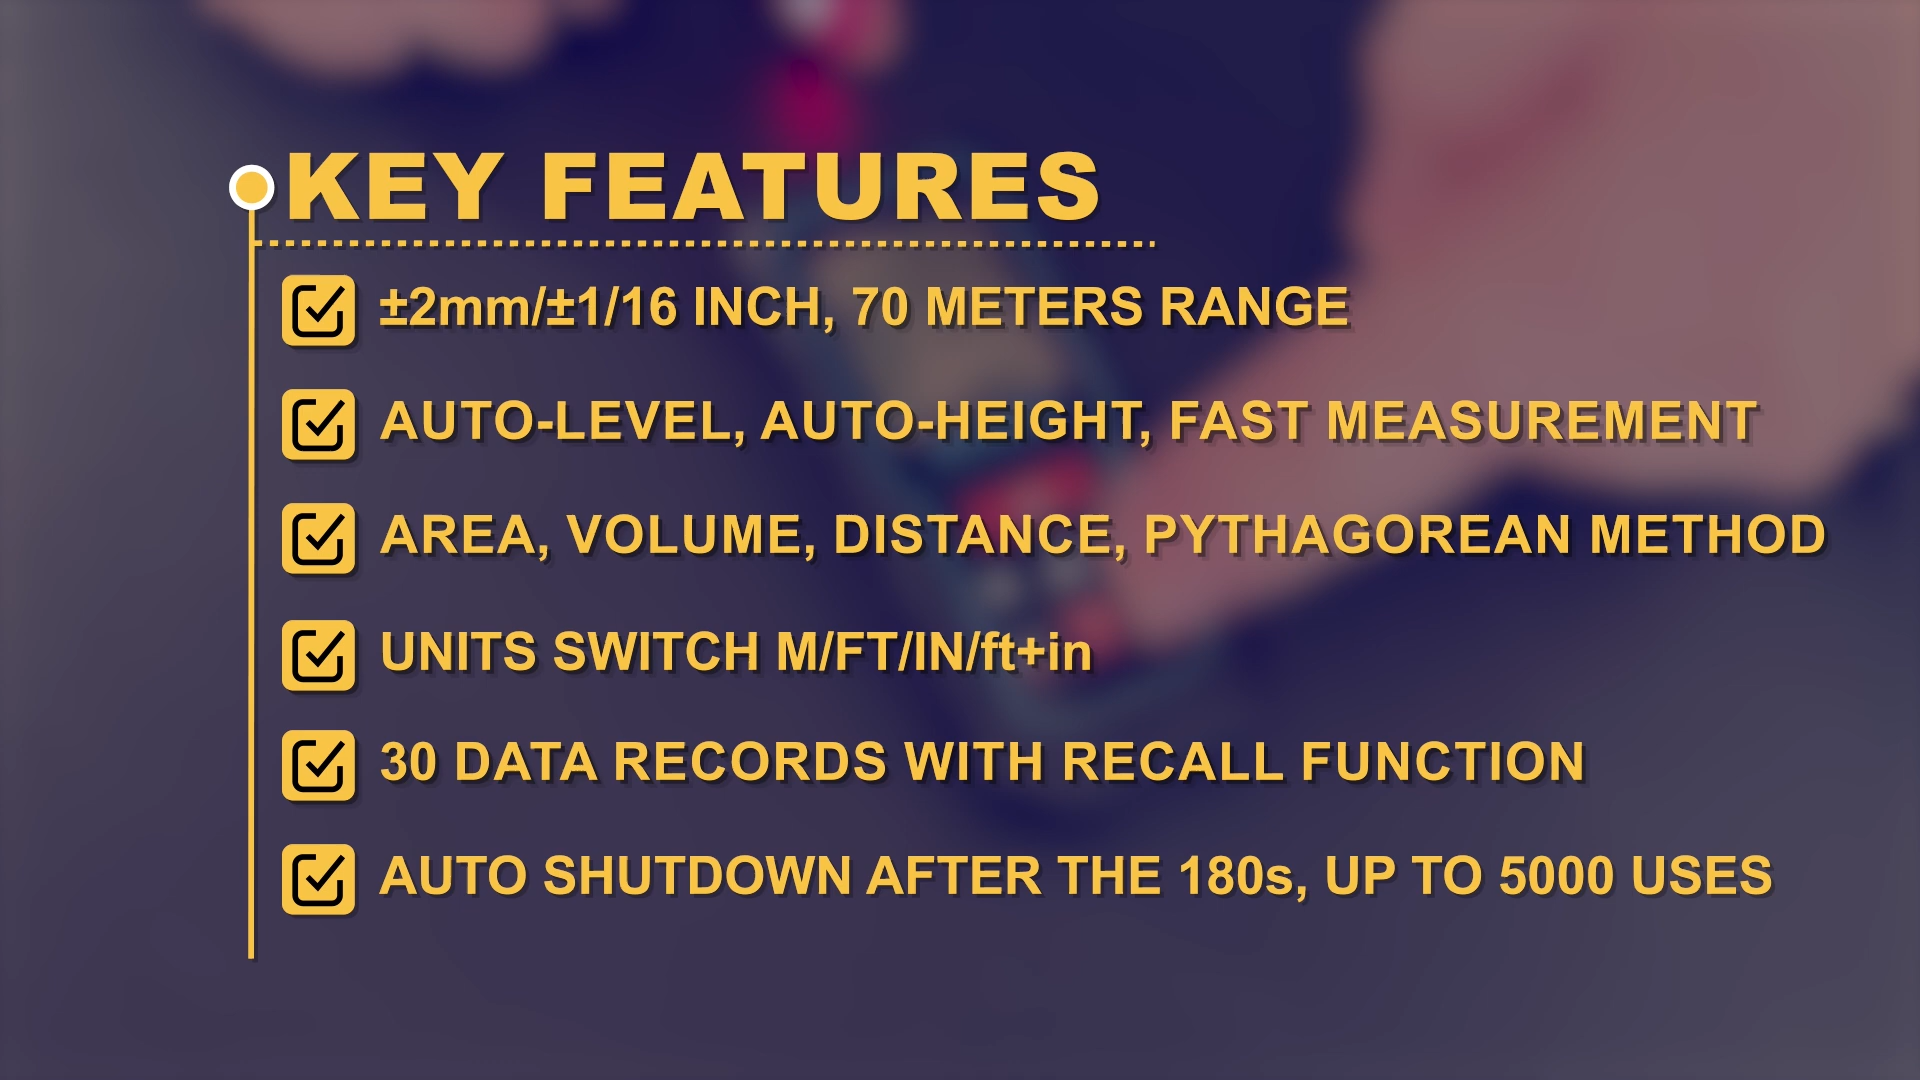 KEY FEATURES
±2mm/±1/16 INCH, 70 METERS RANGE
AUTO-LEVEL, AUTO-HEIGHT, FAST MEASUREMENT
AREA, VOLUME, DISTANCE, PYTHAGOREAN METHOD
UNITS SWITCH M/FT/IN/ft+in
30 DATA RECORDS WITH RECALL FUNCTION
AUTO SHUTDOWN AFTER THE 180s, UP TO 5000 USES